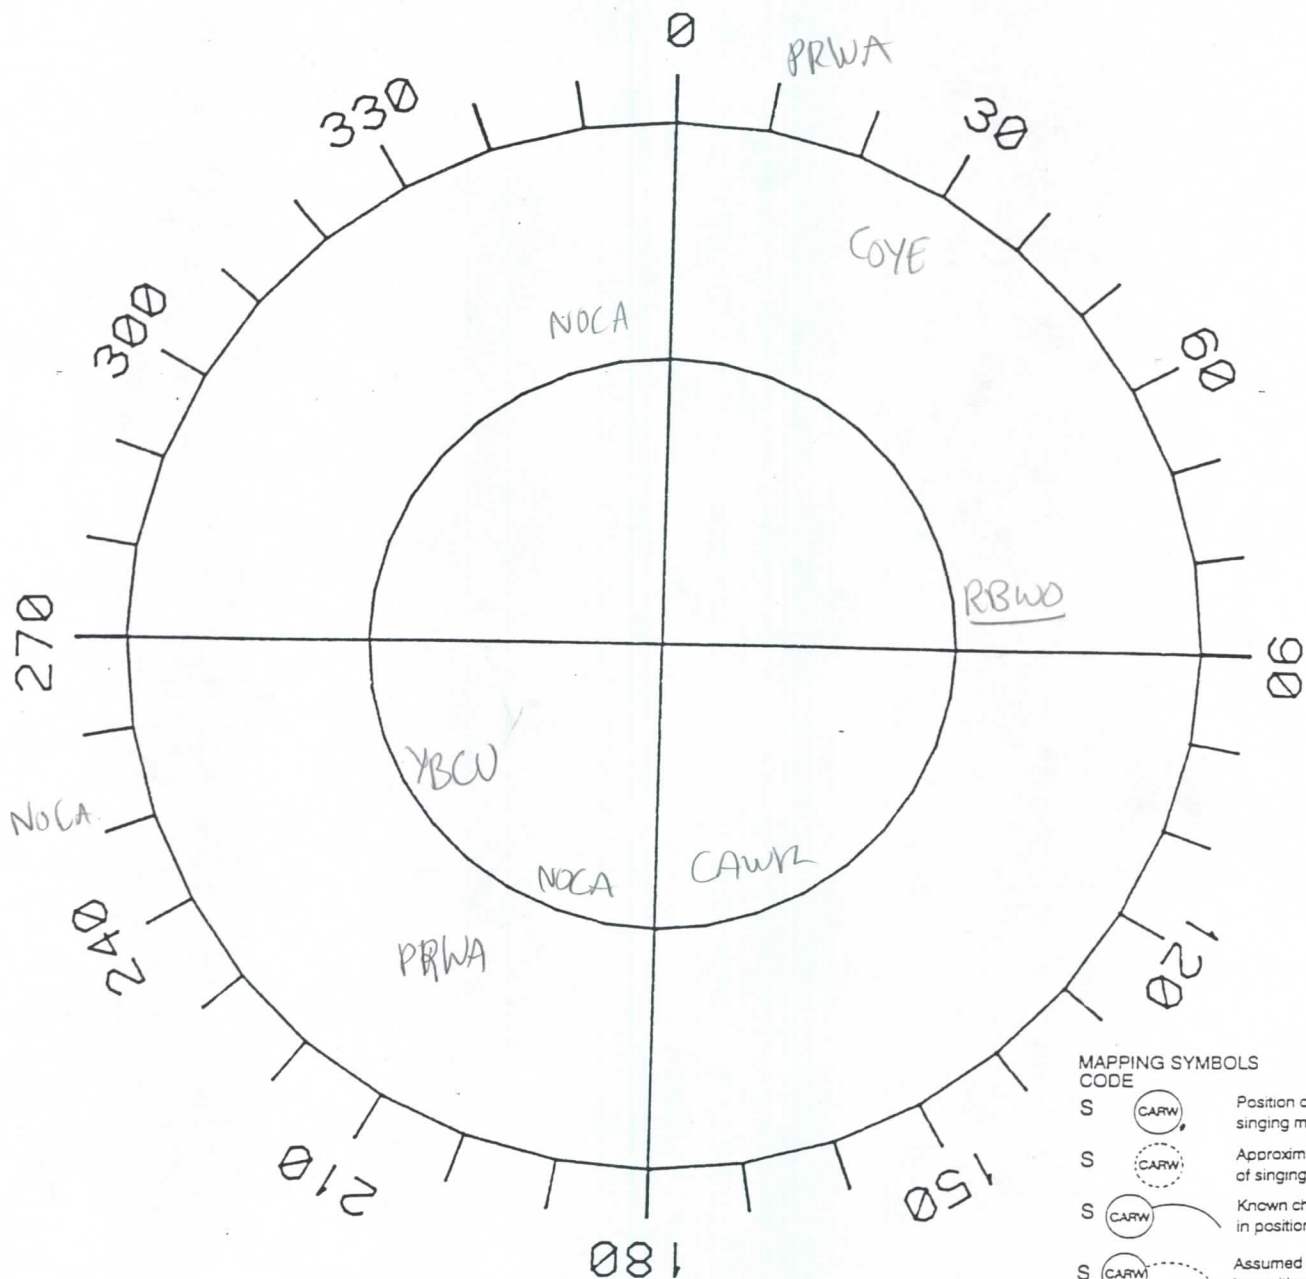 0
PRWA
330
30
COYE
300
NOCA
60
RBWO
270
90
YBCU
NOCA
NOCA
CAWR
240
PRWA
120
210
150
180
MAPPING SYMBOLS
CODE
S CARW Position
singing
S CARW Approxim
of singing
S CARW Known ch
in position
S CARW Assumed